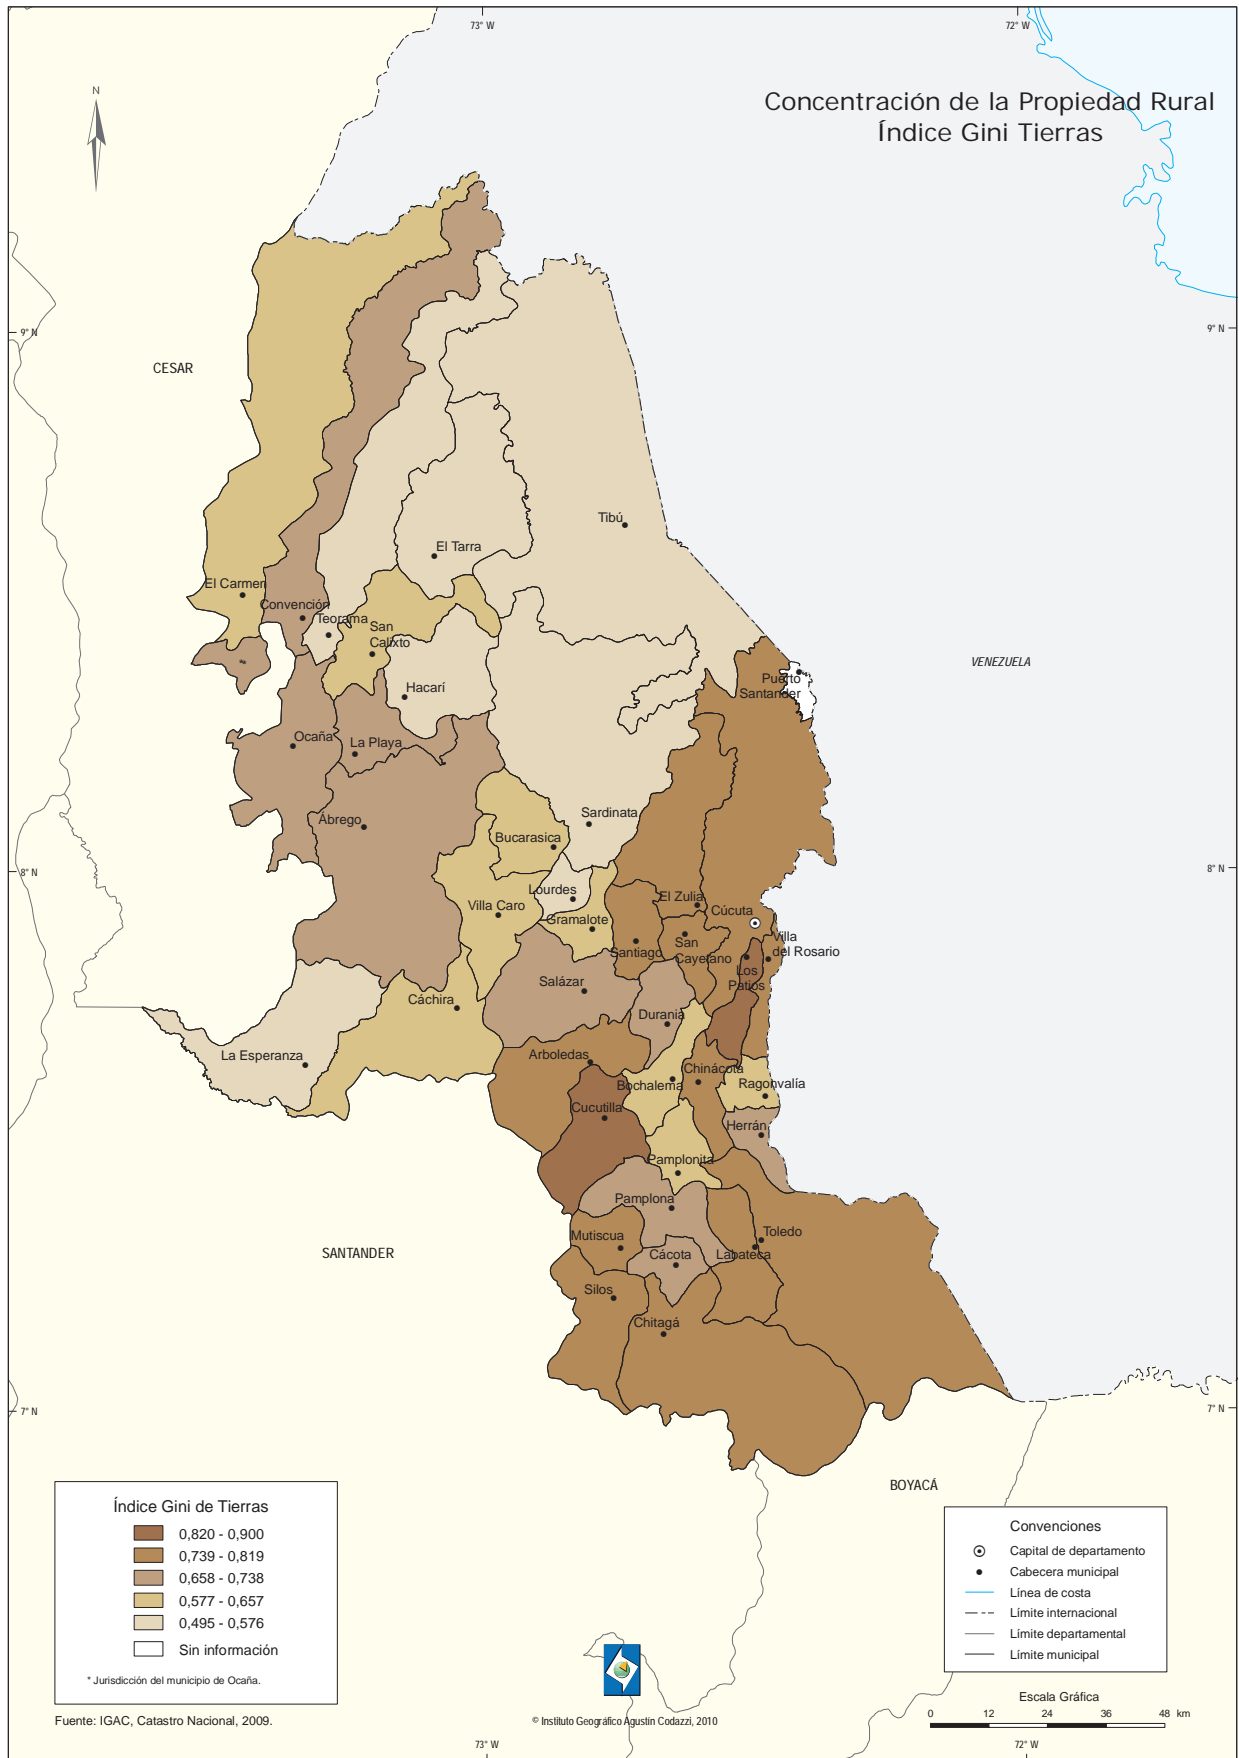 73° W
72° W
Concentración de la Propiedad Rural
Índice Gini Tierras
N
9° N
9° N
CESAR
Tibú
El Tarra
El Carmen
Convención
Teorama
San
Calixto
VENEZUELA
Puerto
Santander
Hacarí
*
Ocaña
La Playa
Sardinata
Ábrego
Bucarasica
8° N
8° N
Lourdes
El Zulia
Villa Caro
Cúcuta
Gramalote
Villa
del Rosario
Santiago
San
Cayetano
Los
Patios
Salázar
Cáchira
Durania
La Esperanza
Arboledas
Chinácota
Bochalema
Ragonvalía
Cucutilla
Herrán
Pamplonita
Pamplona
Mutiscua
Toledo
SANTANDER
Cácota
Labateca
Silos
Chitagá
7° N
7° N
BOYACÁ
Índice Gini de Tierras
0,820 - 0,900
0,739 - 0,819
0,658 - 0,738
0,577 - 0,657
0,495 - 0,576
Sin información
* Jurisdicción del municipio de Ocaña.
Convenciones
Capital de departamento
Cabecera municipal
Línea de costa
Límite internacional
Límite departamental
Límite municipal
Escala Gráfica
0 12 24 36 48 km
Fuente: IGAC, Catastro Nacional, 2009.
© Instituto Geográfico Agustín Codazzi, 2010
73° W
72° W